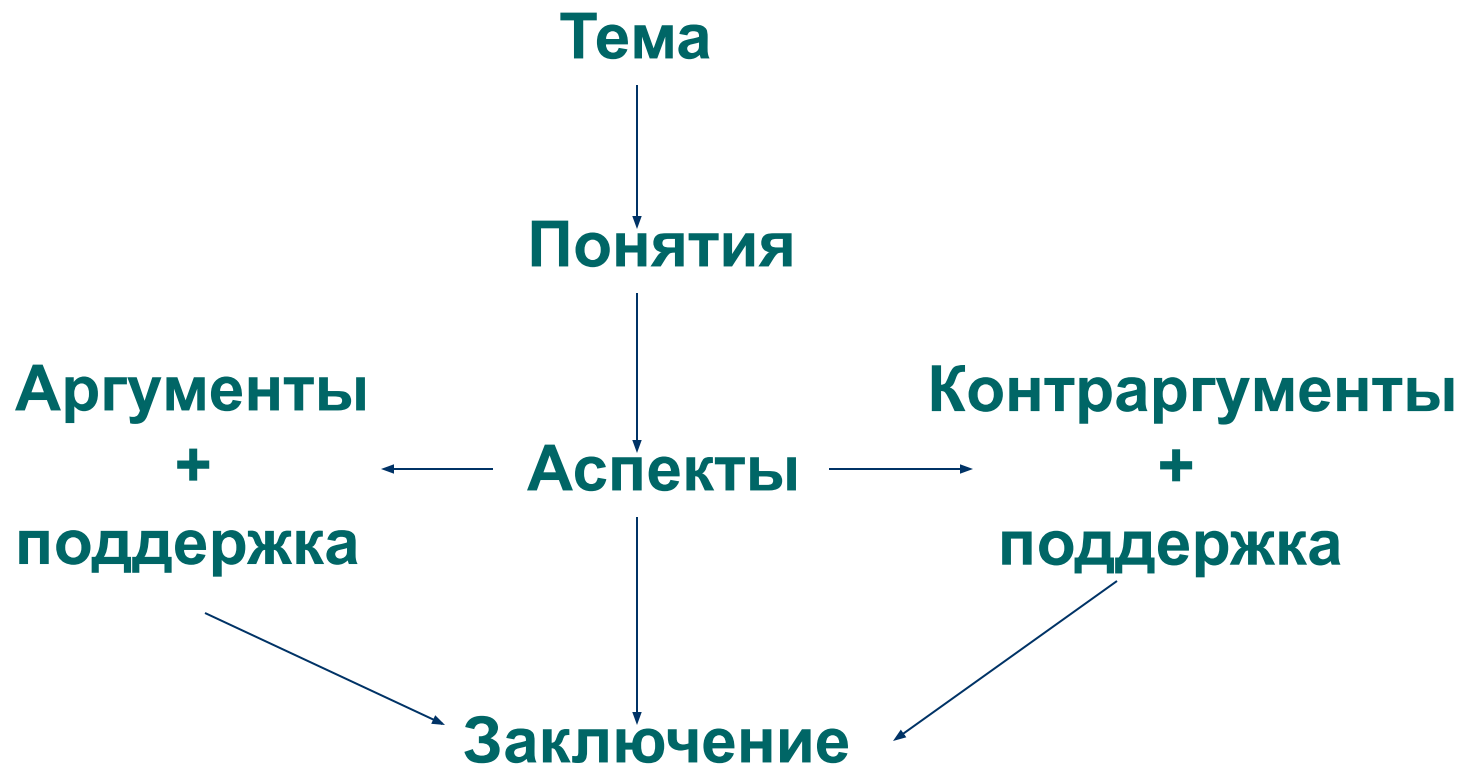 Тема
Понятия
Аргументы
+
поддержка
Аспекты
Контраргументы
+
поддержка
Заключение